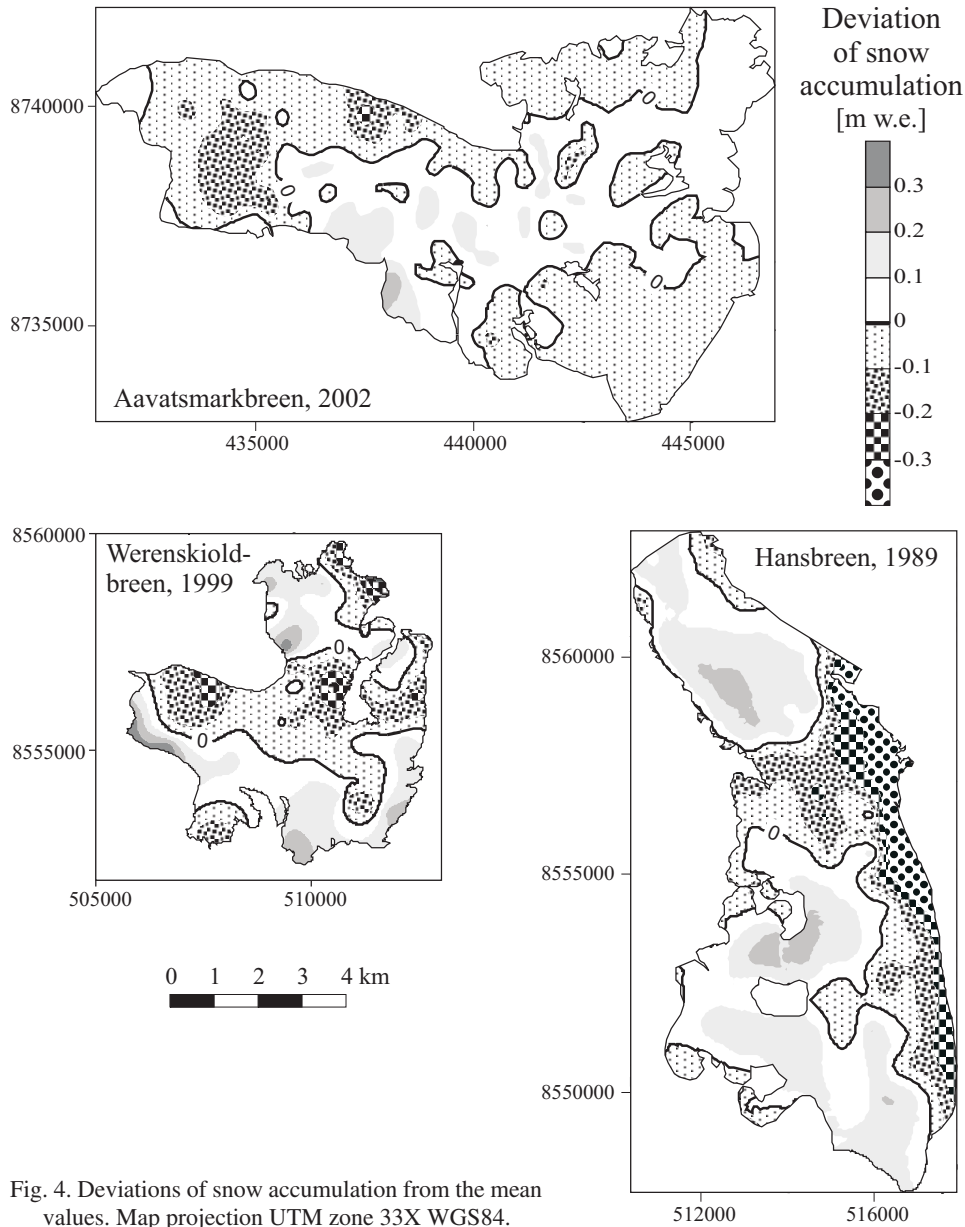 Deviation
of snow
accumulation
[m w.e.]
0.3
0.2
0.1
0
-0.1
-0.2
-0.3
8740000
8735000
0
0
0
Aavatsmarkbreen, 2002
435000
440000
445000
8560000
8555000
Werenskiold-
breen, 1999
0
0
505000
510000
0 1 2 3 4 km
Hansbreen, 1989
8560000
8555000
8550000
0
512000
516000
Fig. 4. Deviations of snow accumulation from the mean
values. Map projection UTM zone 33X WGS84.